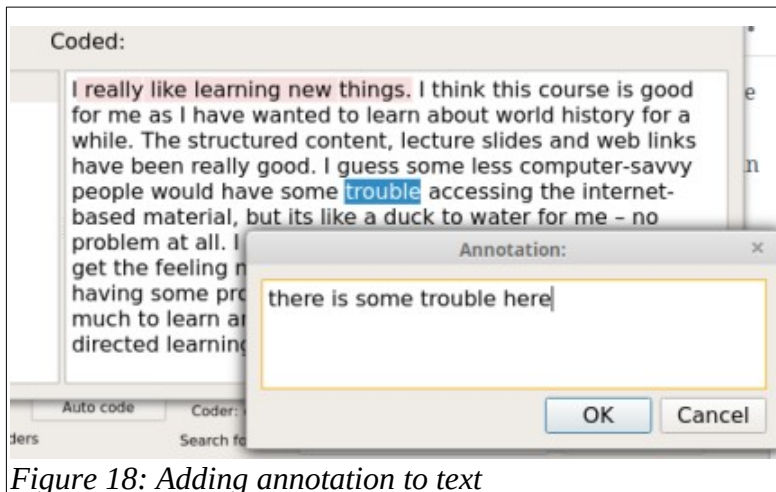 Coded:
I really like learning new things. I think this course is good
for me as I have wanted to learn about world history for a
while. The structured content, lecture slides and web links
have been really good. I guess some less computer-savvy
people would have some trouble accessing the internet-
based material, but its like a duck to water for me – no
problem at all. I
get the feeling
having some
much to learn
directed learning
Annotation:
there is some trouble here
OK Cancel
Auto code Coder:
Search
Figure 18: Adding annotation to text